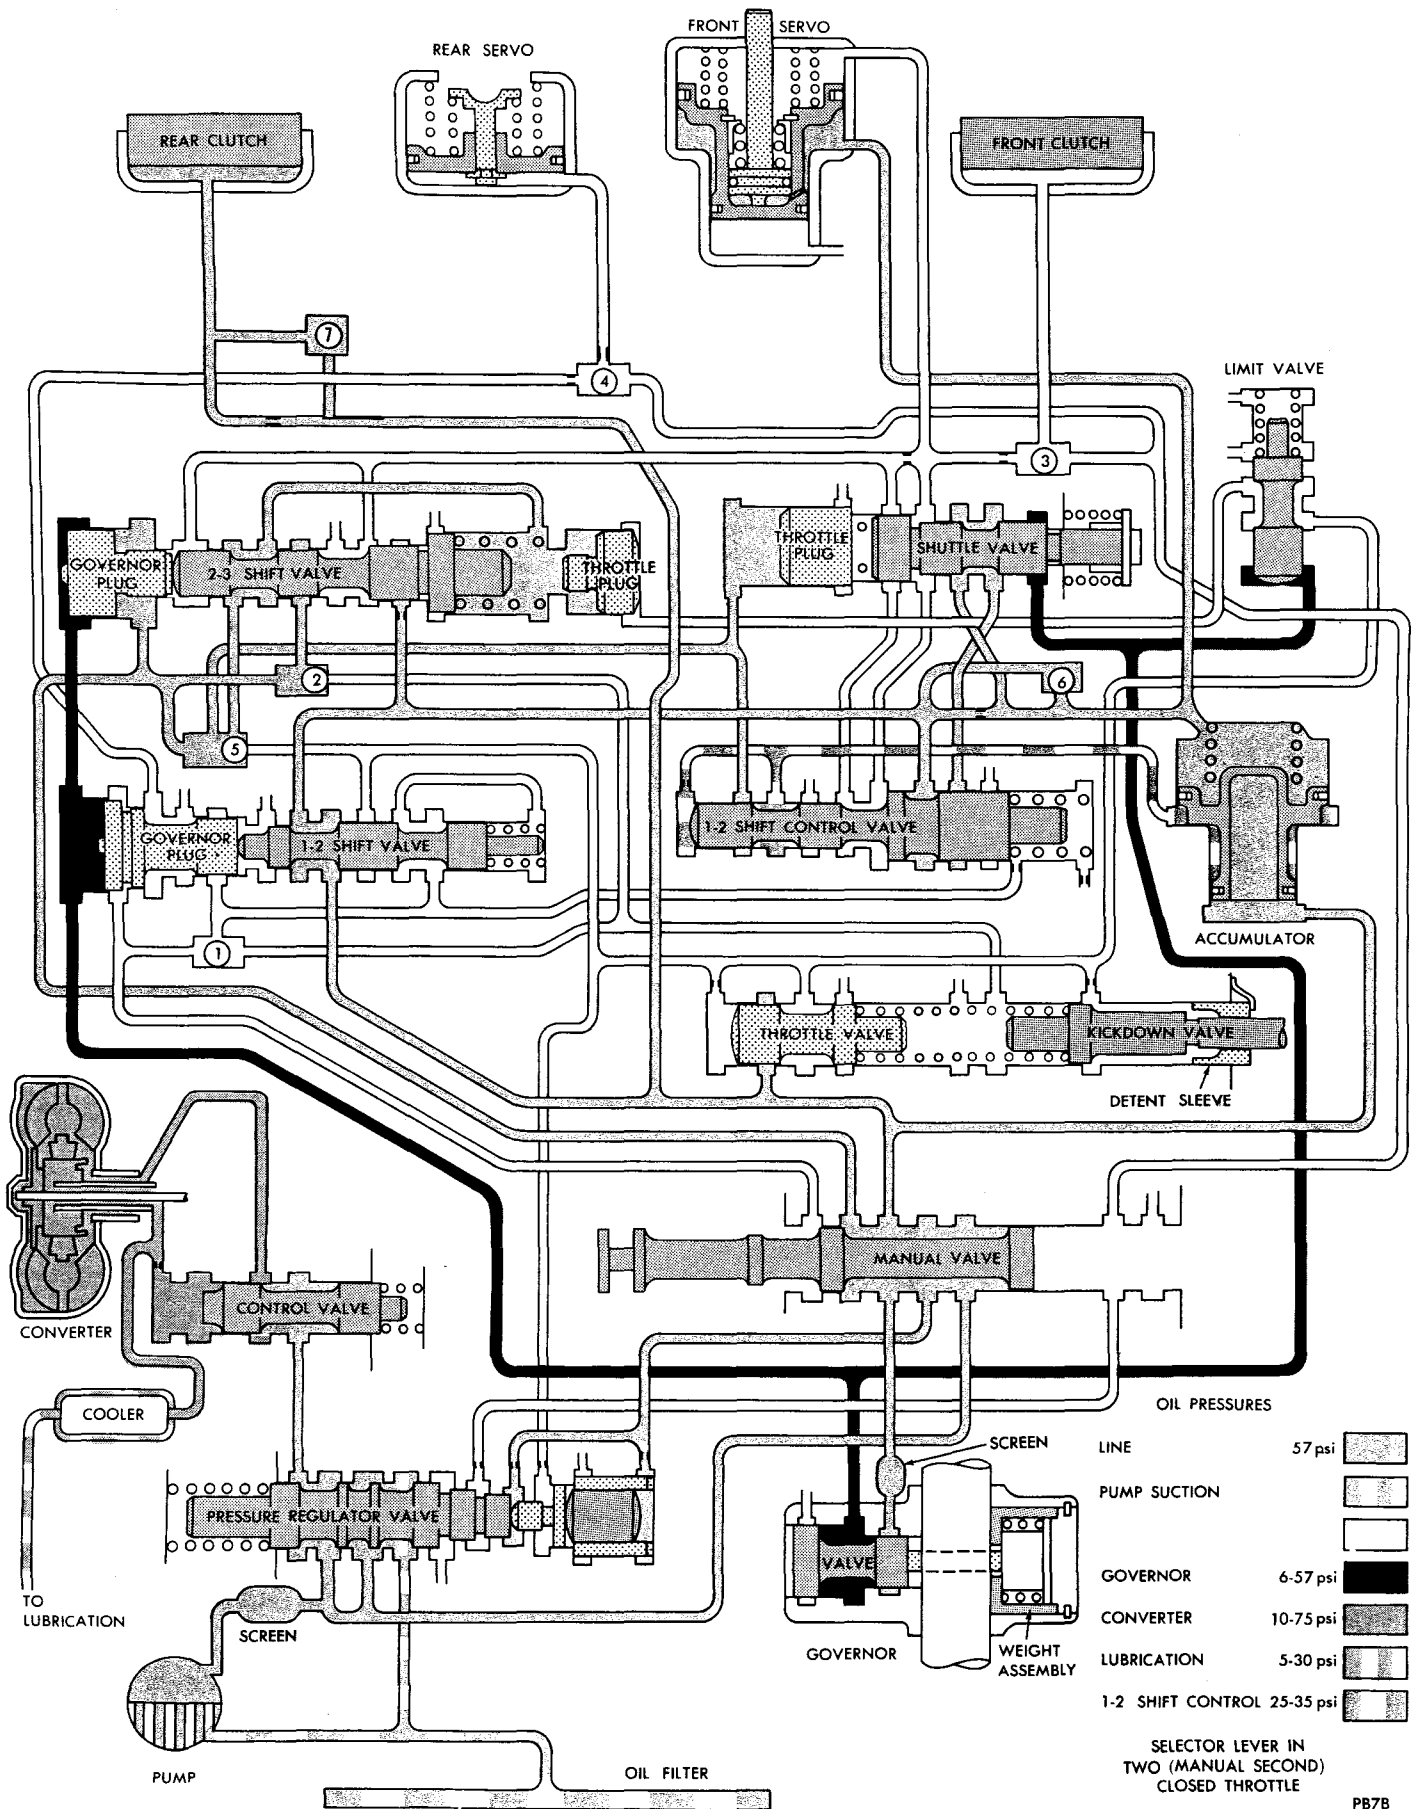 FRONT SERVO
REAR SERVO
REAR CLUTCH
FRONT CLUTCH
7
4
LIMIT VALVE
3
GOVERNOR
PLUG
2-3 SHIFT VALVE
THROTTLE
PLUG
THROTTLE
PLUG
SHUTTLE VALVE
2
6
5
GOVERNOR
PLUG
1-2 SHIFT VALVE
1-2 SHIFT CONTROL VALVE
ACCUMULATOR
1
THROTTLE VALVE
KICKDOWN VALVE
DETENT SLEEVE
MANUAL VALVE
CONTROL VALVE
CONVERTER
COOLER
OIL PRESSURES
SCREEN
LINE 57 psi
PUMP SUCTION
PRESSURE REGULATOR VALVE
VALVE
GOVERNOR 6-57 psi
TO
LUBRICATION
CONVERTER 10-75 psi
SCREEN
GOVERNOR
WEIGHT
ASSEMBLY
LUBRICATION 5-30 psi
1-2 SHIFT CONTROL 25-35 psi
PUMP
OIL FILTER
SELECTOR LEVER IN
TWO (MANUAL SECOND)
CLOSED THROTTLE
PB7B